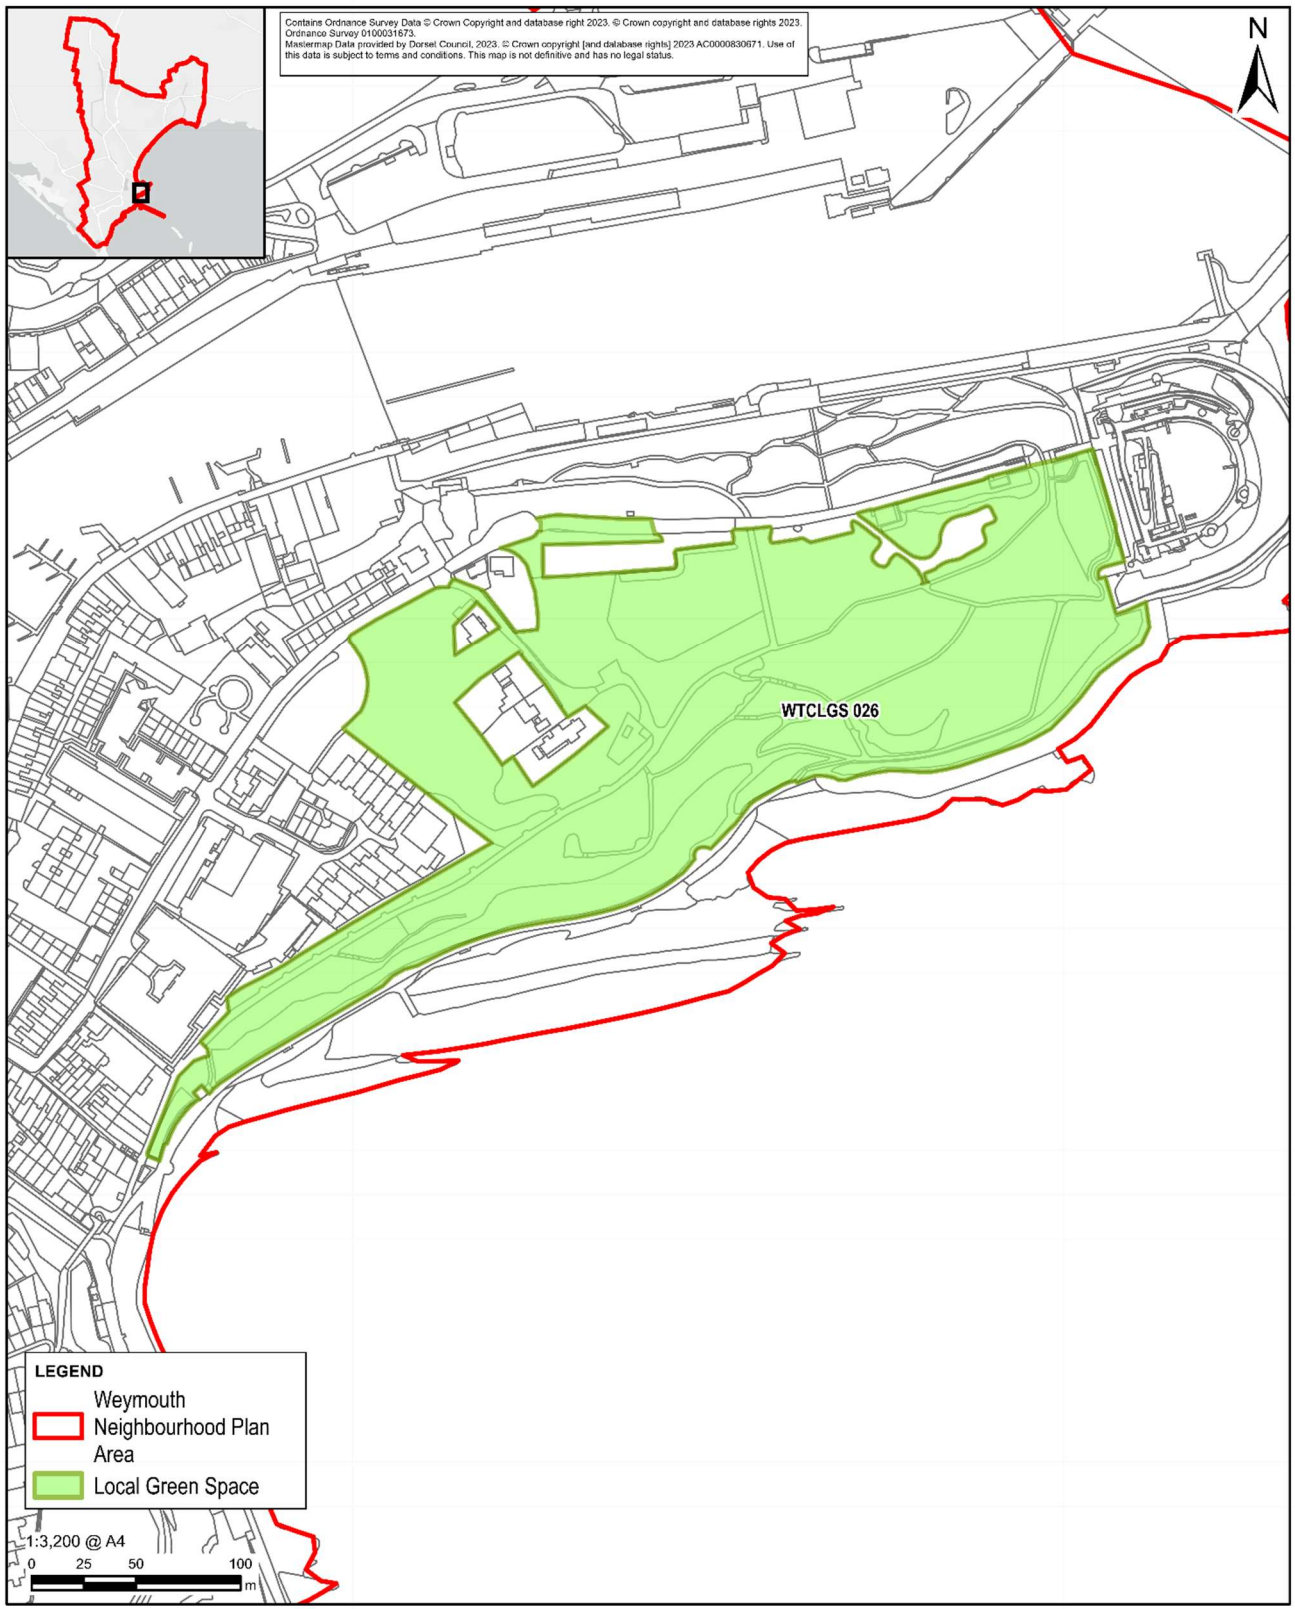 Contains Ordnance Survey Data © Crown Copyright and database right 2023. © Crown copyright and database rights 2023.
Ordnance Survey 0100031673.
Mastermap Data provided by Dorset Council, 2023. © Crown copyright [and database rights] 2023 AC0000830671. Use of
this data is subject to terms and conditions. This map is not definitive and has no legal status.
N
WTCLGS 026
LEGEND
Weymouth
Neighbourhood Plan
Area
Local Green Space
1:3,200 @ A4
0 25 50 100
m